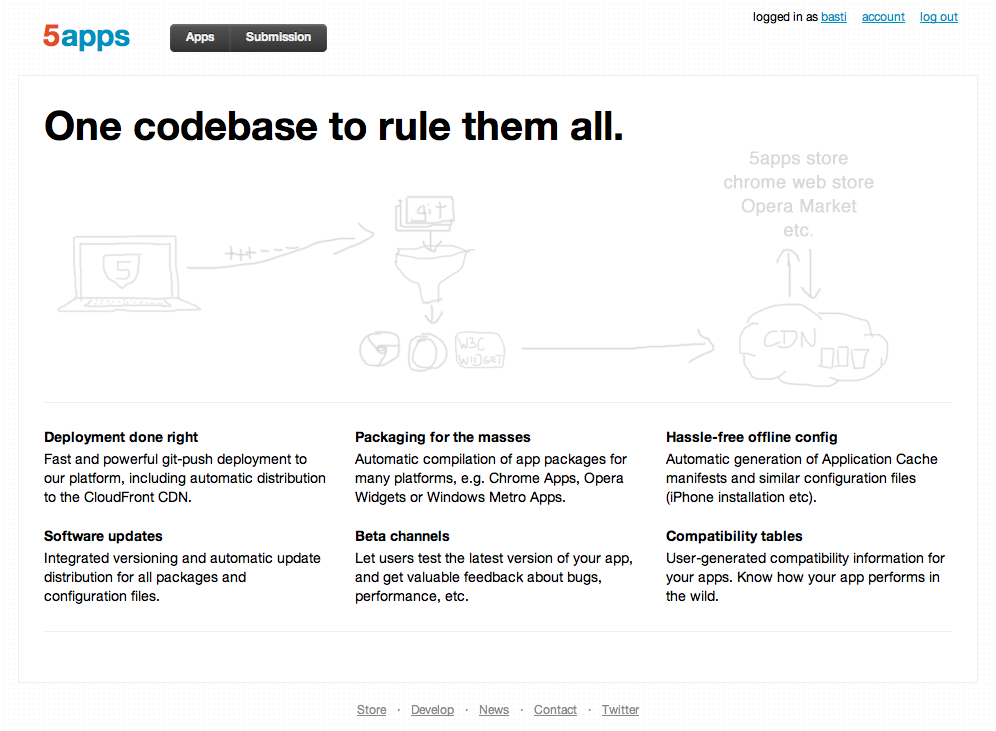 logged in as basti account log out
5apps
Apps Submission
One codebase to rule them all.
5apps store
chrome web store
Opera Market
etc.
git
5
W3C
WIDGET
CDN
Deployment done right
Fast and powerful git-push deployment to
our platform, including automatic distribution
to the CloudFront CDN.
Packaging for the masses
Automatic compilation of app packages for
many platforms, e.g. Chrome Apps, Opera
Widgets or Windows Metro Apps.
Hassle-free offline config
Automatic generation of Application Cache
manifests and similar configuration files
(iPhone installation etc).
Software updates
Integrated versioning and automatic update
distribution for all packages and
configuration files.
Beta channels
Let users test the latest version of your app,
and get valuable feedback about bugs,
performance, etc.
Compatibility tables
User-generated compatibility information for
your apps. Know how your app performs in
the wild.
Store · Develop · News · Contact · Twitter